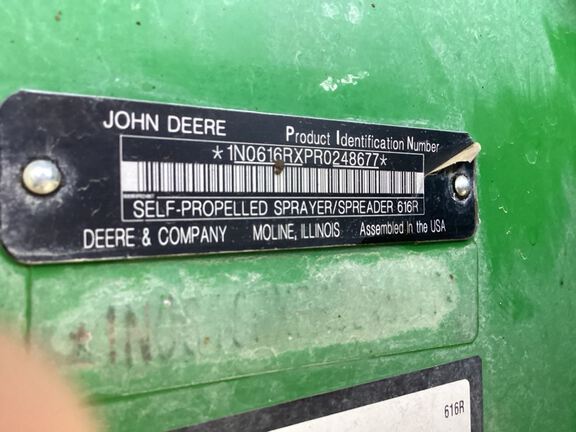 JOHN DEERE
Product Identification Number
*1N0616RXPR0248677*
SELF-PROPELLED SPRAYER/SPREADER 616R
DEERE & COMPANY MOLINE, ILLINOIS Assembled in the USA
616R